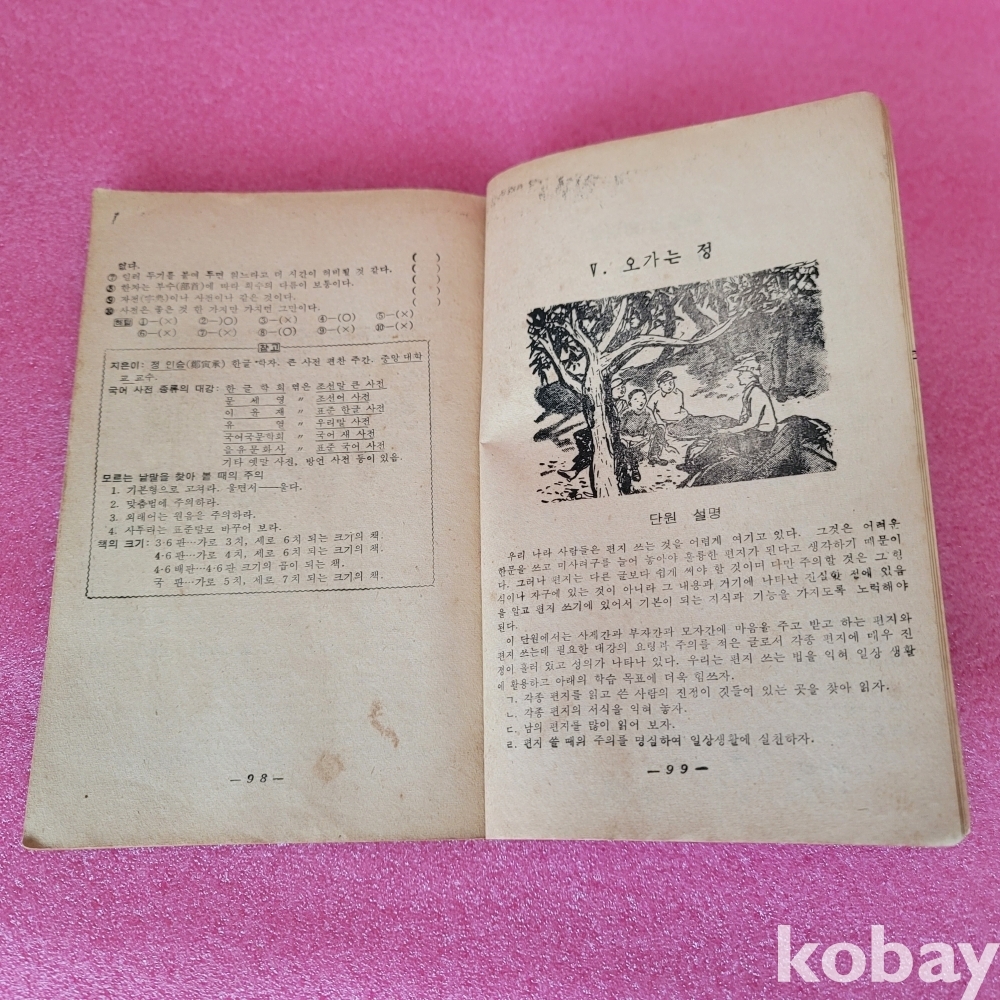 았다.
⑦ 일의 두거를 붙여 두면 읽느라고 더 시간이 허비될 것 같다. ( )
⑧ 한자는 부수(部首)에 따라 획수의 다음이 보통이다. ( )
⑨ 자전(字典)이나 사전이나 같은 것이다. ( )
⑩ 사전은 좋은 것 한 가지만 가지면 그만이다. ( )
①—(×) ②—(○) ③—(×) ④—(○) ⑤—(×)
⑥—(×) ⑦—(×) ⑧—(○) ⑨—(×) ⑩—(×)
참고
지은이: 정 인승(鄭寅承) 한글 학자. 큰 사전 편찬 주간. 중앙 대학
교 교수.
국어 사전 종류의 대강: 한 글 학 회 엮은 조선말 큰 사전
문 세 영 〃 조선어 사전
이 윤 재 〃 표준 한글 사전
유 열 〃 우리말 사전
국어국문학회 〃 국어 새 사전
을유문화사 〃 표준 국어 사전
기타 옛말 사전, 방언 사전 등이 있음.
모르는 낱말을 찾아 볼 때의 주의
1. 기본형으로 고쳐라. 울면서——울다.
2. 맞춤법에 주의하라.
3. 외래어는 원음을 주의하라.
4. 사투리는 표준말로 바꾸어 보라.
책의 크기: 3·6 판…가로 3 치, 세로 6 치 되는 크기의 책.
4·6 판…가로 4 치, 세로 6 치 되는 크기의 책.
4·6 배판…4·6 판 크기의 곱이 되는 책.
국 판…가로 5 치, 세로 7 치 되는 크기의 책.
—98—
Ⅴ. 오가는 정
단원 설명
우리 나라 사람들은 편지 쓰는 것을 어렵게 여기고 있다. 그것은 어려운
한문을 쓰고 미사려구를 늘어 놓아야 훌륭한 편지가 된다고 생각하기 때문이
다. 그러나 편지는 다른 글보다 쉽게 써야 할 것이며 다만 주의할 것은 그 형
식이나 자구에 있는 것이 아니라 그 내용과 거기에 나타난 진실한 정에 있음
을 알고 편지 쓰기에 있어서 기본이 되는 지식과 기능을 가지도록 노력해야
된다.
이 단원에서는 사제간과 부자간과 모자간에 마음을 주고 받고 하는 편지와
편지 쓰는데 필요한 대강의 요령과 주의를 적은 글로서 각종 편지에 매우 진
정이 흘러 있고 성의가 나타나 있다. 우리는 편지 쓰는 법을 익혀 일상 생활
에 활용하고 아래의 학습 목표에 더욱 힘쓰자.
ㄱ. 각종 편지를 읽고 쓴 사람의 진정이 깃들어 있는 곳을 찾아 읽자.
ㄴ. 각종 편지의 서식을 익혀 놓자.
ㄷ. 남의 편지를 많이 읽어 보자.
ㄹ. 편지 쓸 때의 주의를 명심하여 일상생활에 실천하자.
—99—
kobay